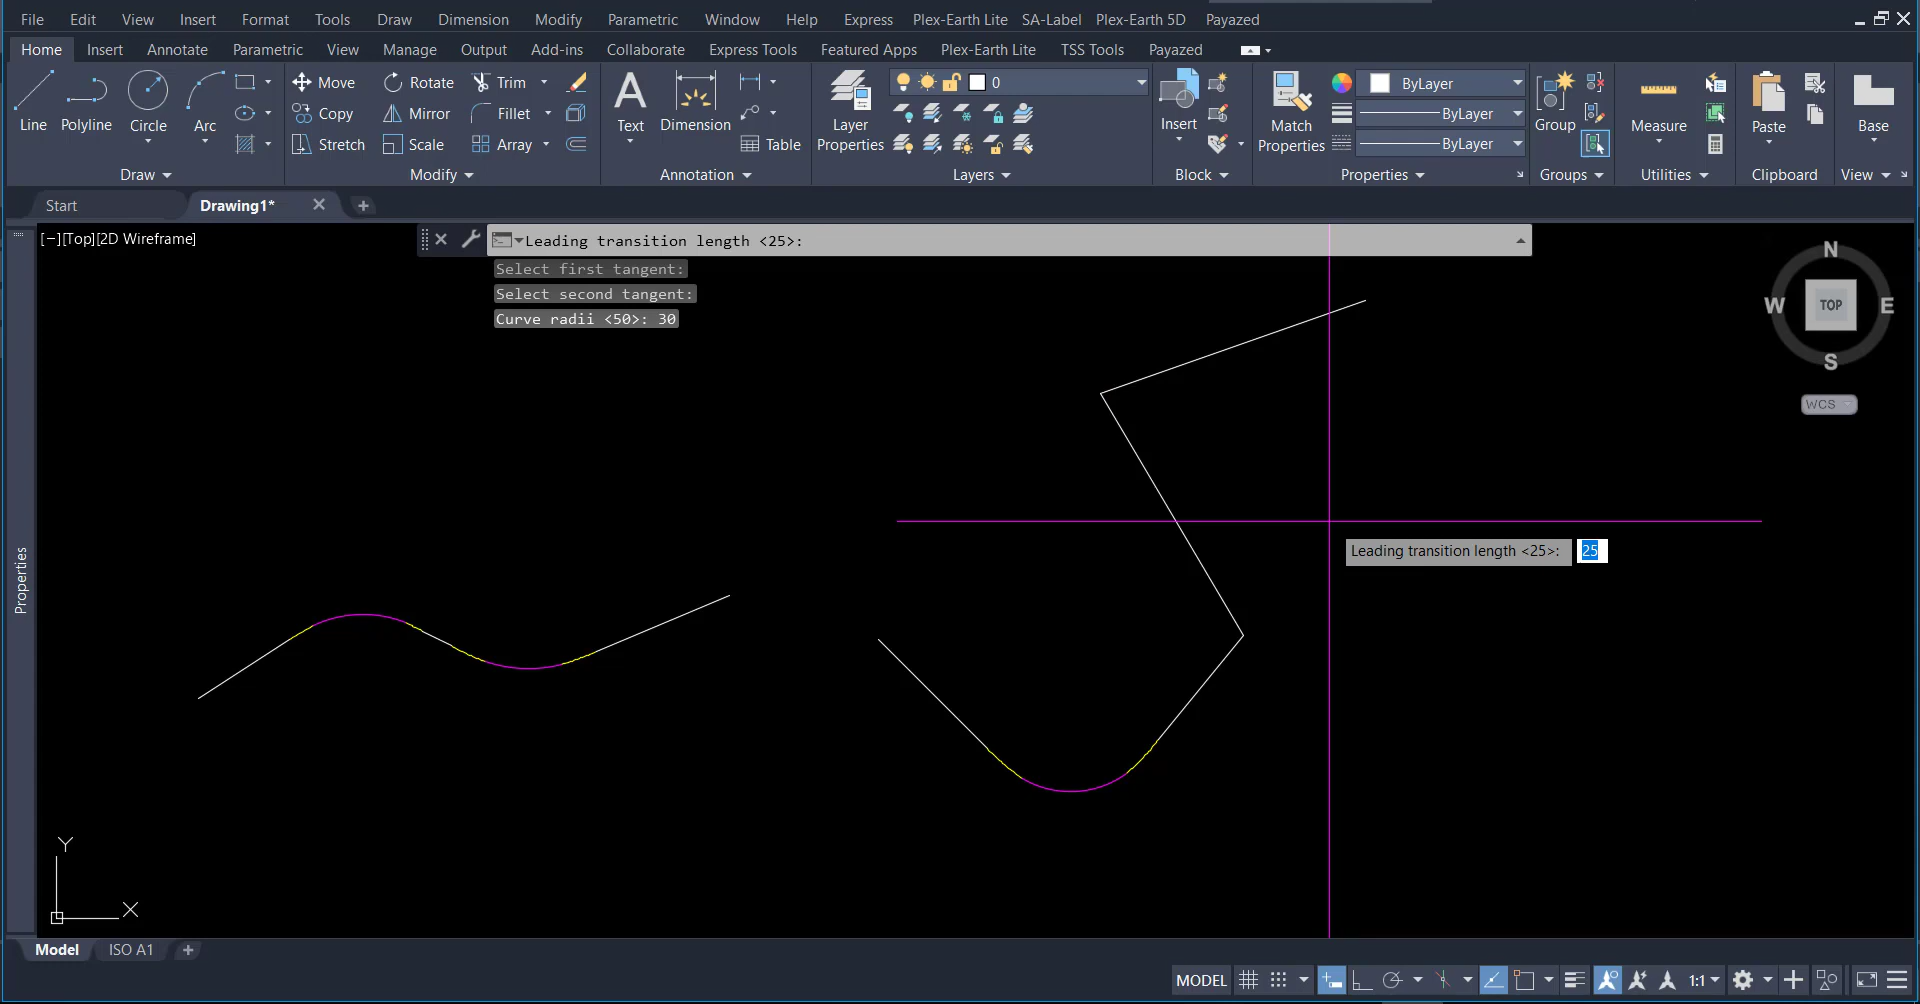 File Edit View Insert Format Tools Draw Dimension Modify Parametric Window Help Express Plex-Earth Lite SA-Label Plex-Earth 5D Payazed
Home Insert Annotate Parametric View Manage Output Add-ins Collaborate Express Tools Featured Apps Plex-Earth Lite TSS Tools Payazed
Line Polyline Circle Arc
Move Rotate Trim
Copy Mirror Fillet
Stretch Scale Array
Text Dimension Table
Layer Properties
0
Insert
Match Properties
ByLayer
ByLayer
ByLayer
Group
Measure
Paste
Base
Draw Modify Annotation Layers Block Properties Groups Utilities Clipboard View
Start Drawing1*
[−][Top][2D Wireframe]
Leading transition length <25>:
Select first tangent:
Select second tangent:
Curve radii <50>: 30
N
W TOP E
S
WCS
Leading transition length <25>: 25
Properties
Y
X
Model ISO A1
MODEL 1:1